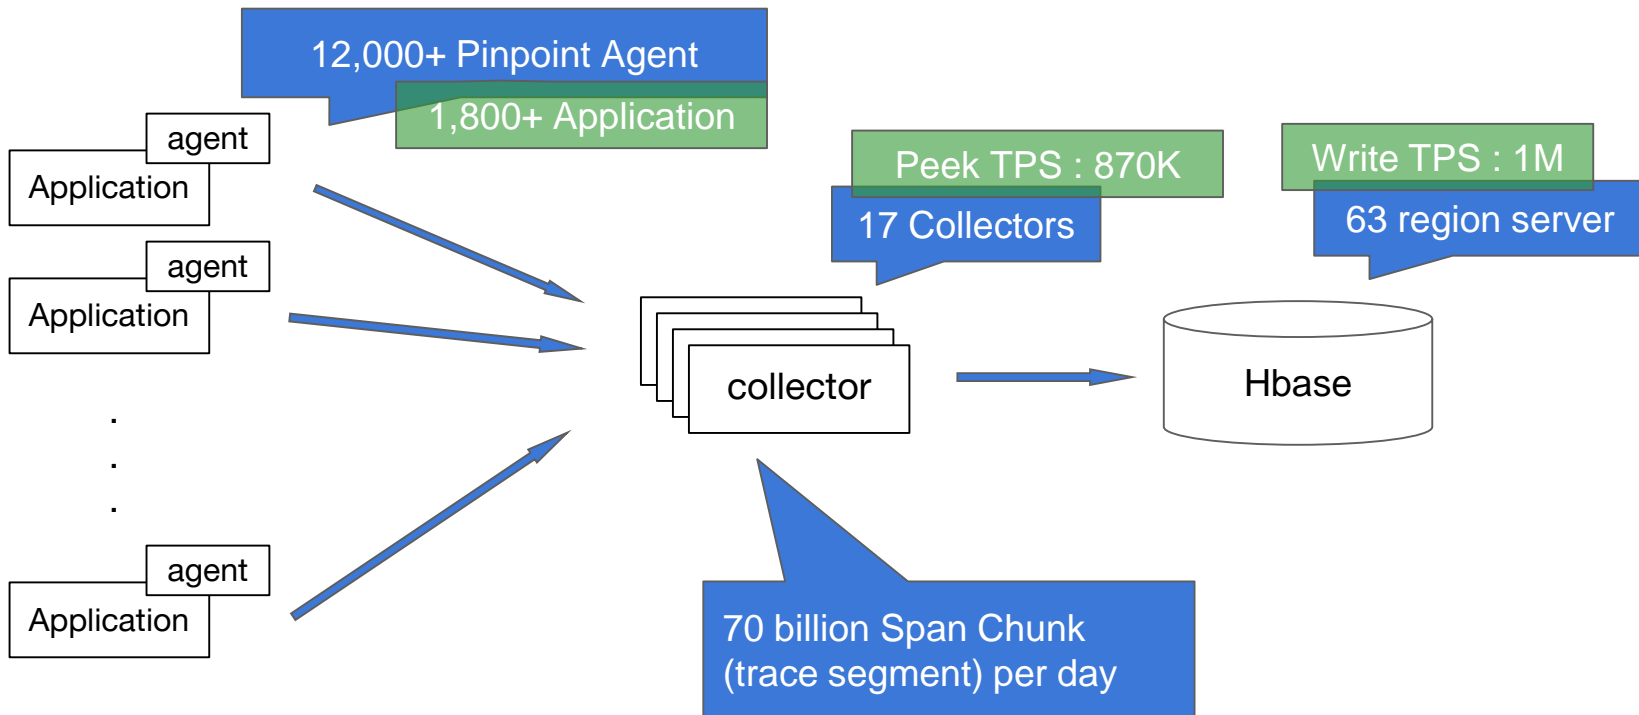 12,000+ Pinpoint Agent
1,800+ Application
agent
Application
Peek TPS : 870K
17 Collectors
Write TPS : 1M
63 region server
agent
Application
collector
Hbase
.
.
.
agent
Application
70 billion Span Chunk
(trace segment) per day